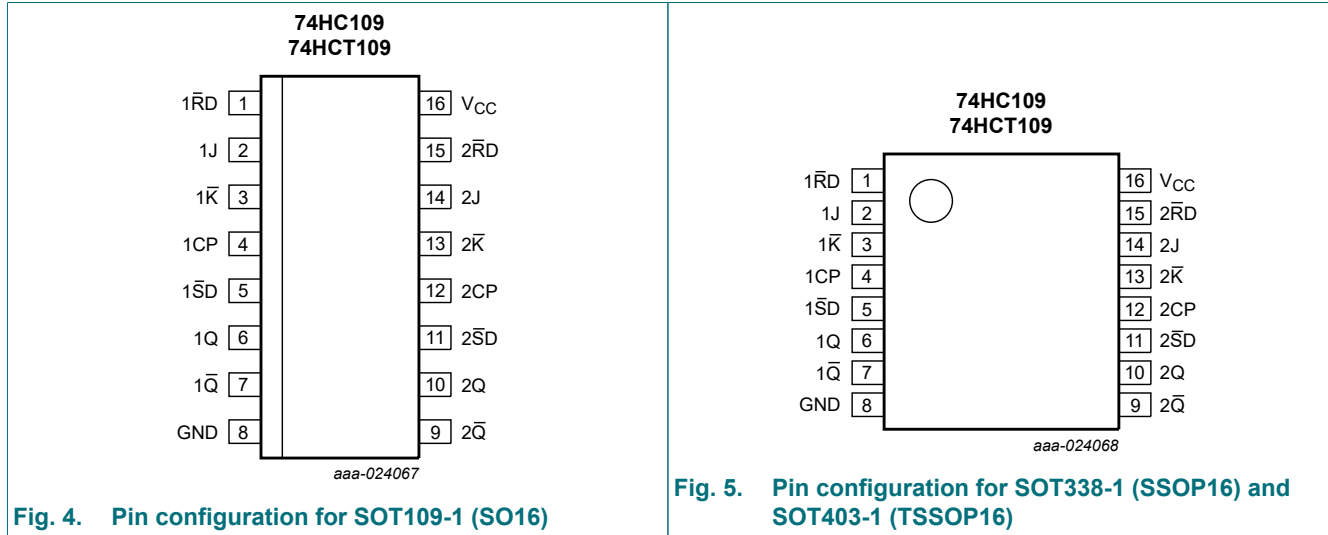 74HC109
74HCT109
1R̅D 1
16 VCC
1J 2
15 2R̅D
1K̅ 3
14 2J
1CP 4
13 2K̅
1S̅D 5
12 2CP
1Q 6
11 2S̅D
1Q̅ 7
10 2Q
GND 8
9 2Q̅
aaa-024067
Fig. 4. Pin configuration for SOT109-1 (SO16)
74HC109
74HCT109
1R̅D 1
16 VCC
1J 2
15 2R̅D
1K̅ 3
14 2J
1CP 4
13 2K̅
1S̅D 5
12 2CP
1Q 6
11 2S̅D
1Q̅ 7
10 2Q
GND 8
9 2Q̅
aaa-024068
Fig. 5. Pin configuration for SOT338-1 (SSOP16) and
SOT403-1 (TSSOP16)